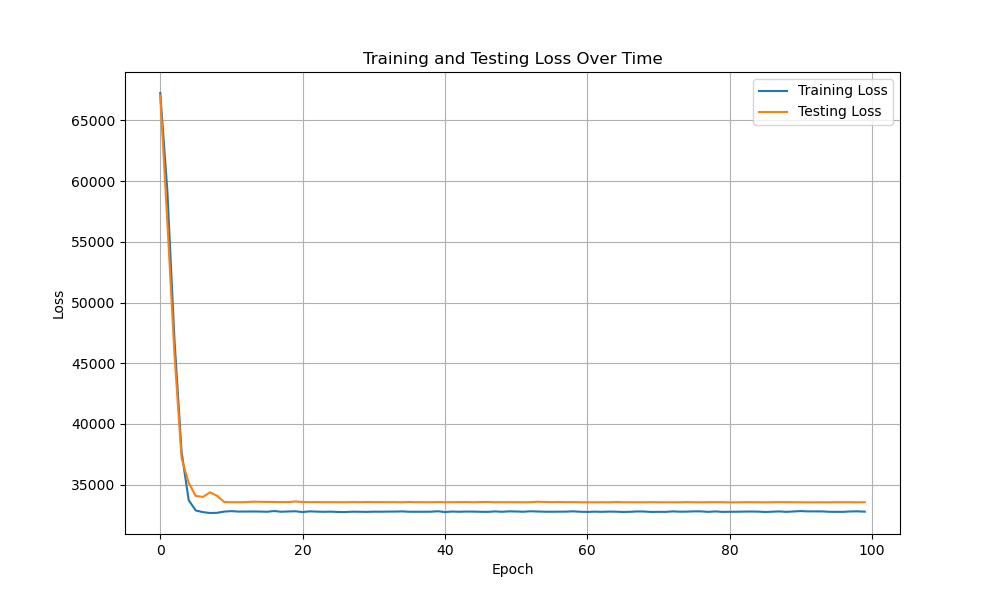 Training and Testing Loss Over Time
Training Loss
Testing Loss
65000
60000
55000
50000
45000
40000
35000
Loss
0 20 40 60 80 100
Epoch